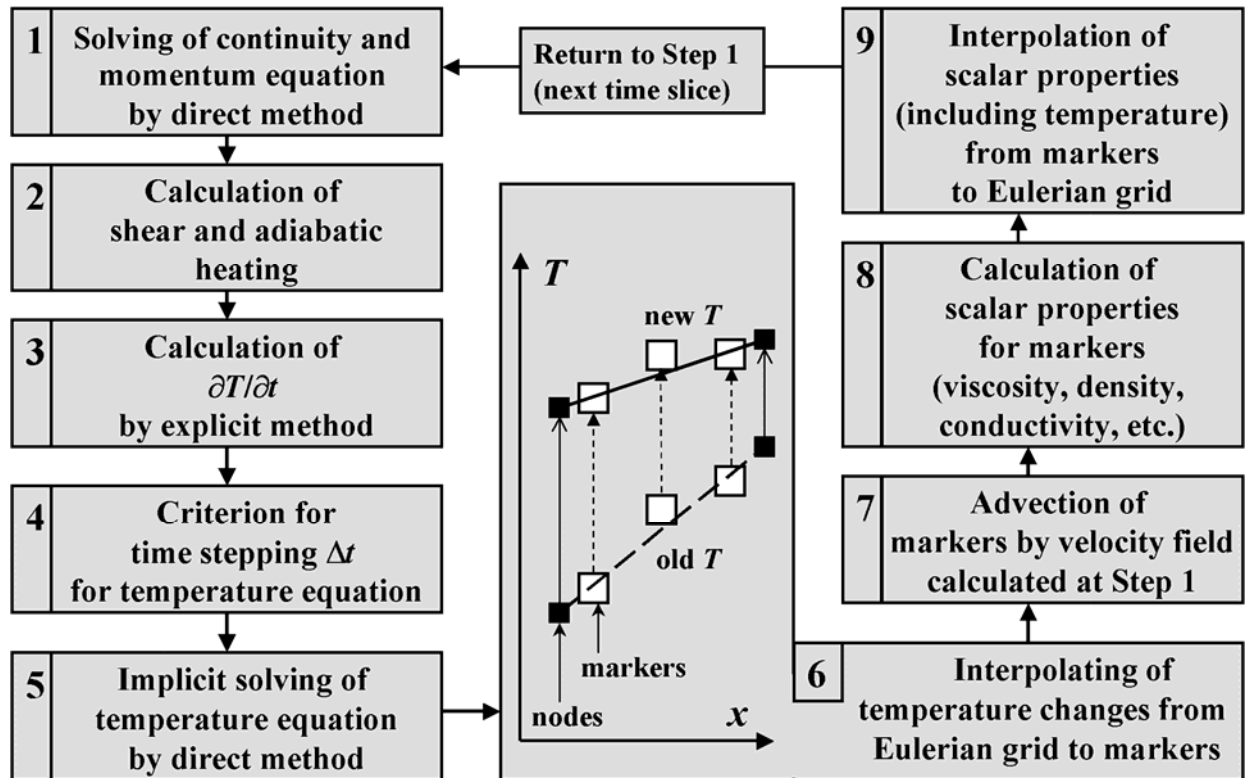 1
Solving of continuity and
momentum equation
by direct method
2
Calculation of
shear and adiabatic
heating
3
Calculation of
∂T/∂t
by explicit method
4
Criterion for
time stepping Δt
for temperature equation
5
Implicit solving of
temperature equation
by direct method
T
new T
old T
markers
nodes
x
6
Interpolating of
temperature changes from
Eulerian grid to markers
7
Advection of
markers by velocity field
calculated at Step 1
8
Calculation of
scalar properties
for markers
(viscosity, density,
conductivity, etc.)
9
Interpolation of
scalar properties
(including temperature)
from markers
to Eulerian grid
Return to Step 1
(next time slice)